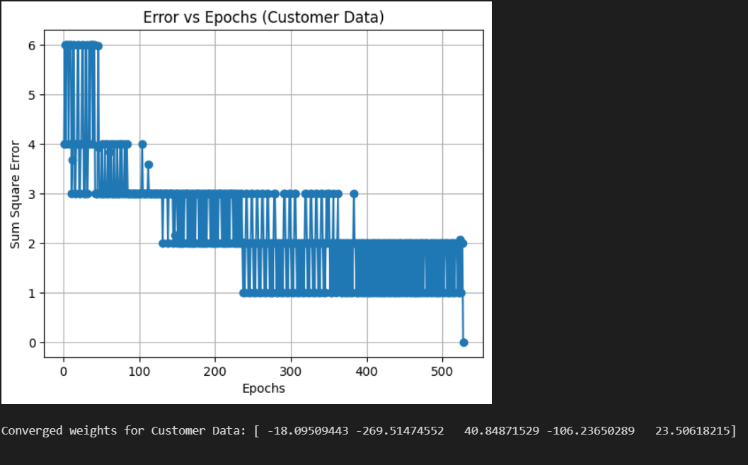 Error vs Epochs (Customer Data)
6
5
4
3
2
1
0
Sum Square Error
0 100 200 300 400 500
Epochs
Converged weights for Customer Data: [ -18.09509443 -269.51474552   40.84871529 -106.23650289   23.50618215]